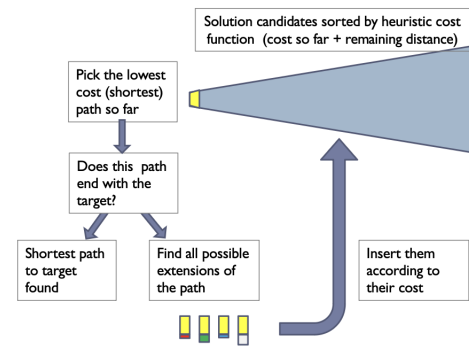 Solution candidates sorted by heuristic cost
function (cost so far + remaining distance)
Pick the lowest
cost (shortest)
path so far
Does this path
end with the
target?
Shortest path
to target
found
Find all possible
extensions of
the path
Insert them
according to
their cost